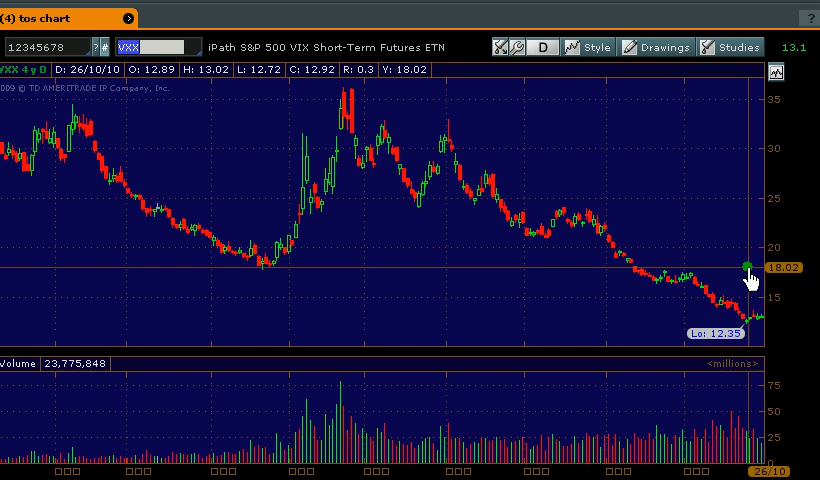 (4) tos chart
?
12345678 ? # VXX iPath S&P 500 VIX Short-Term Futures ETN D Style Drawings Studies 13.1
VXX 4 y D D: 26/10/10 O: 12.89 H: 13.02 L: 12.72 C: 12.92 R: 0.3 Y: 18.02
009 © TD AMERITRADE IP Company, Inc.
35
30
25
20
18.02
15
Lo: 12.35
Volume 23,775,848 <millions>
75
50
25
0
26/10